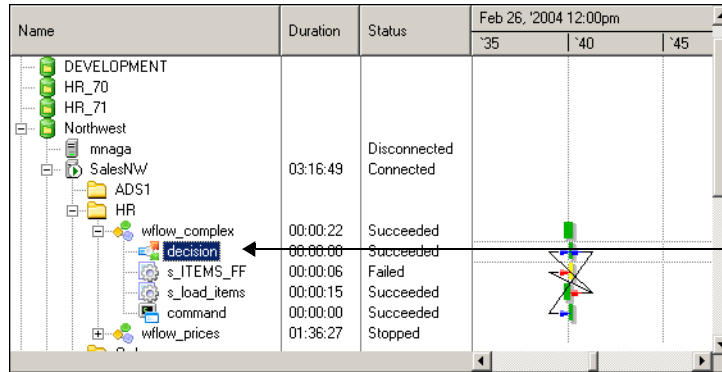 Name Duration Status Feb 26, '2004 12:00pm
`35 `40 `45
DEVELOPMENT
HR_70
HR_71
Northwest
mnaga Disconnected
SalesNW 03:16:49 Connected
ADS1
HR
wflow_complex 00:00:22 Succeeded
decision 00:00:00 Succeeded
s_ITEMS_FF 00:00:06 Failed
s_load_items 00:00:15 Succeeded
command 00:00:00 Succeeded
wflow_prices 01:36:27 Stopped